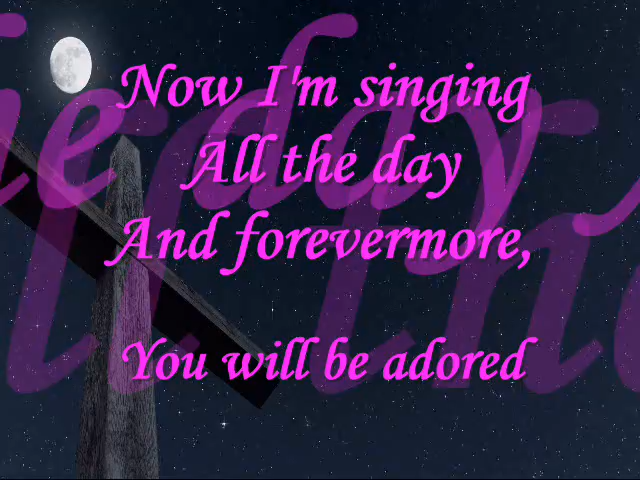 Now I'm singing
All the day
And forevermore,
You will be adored